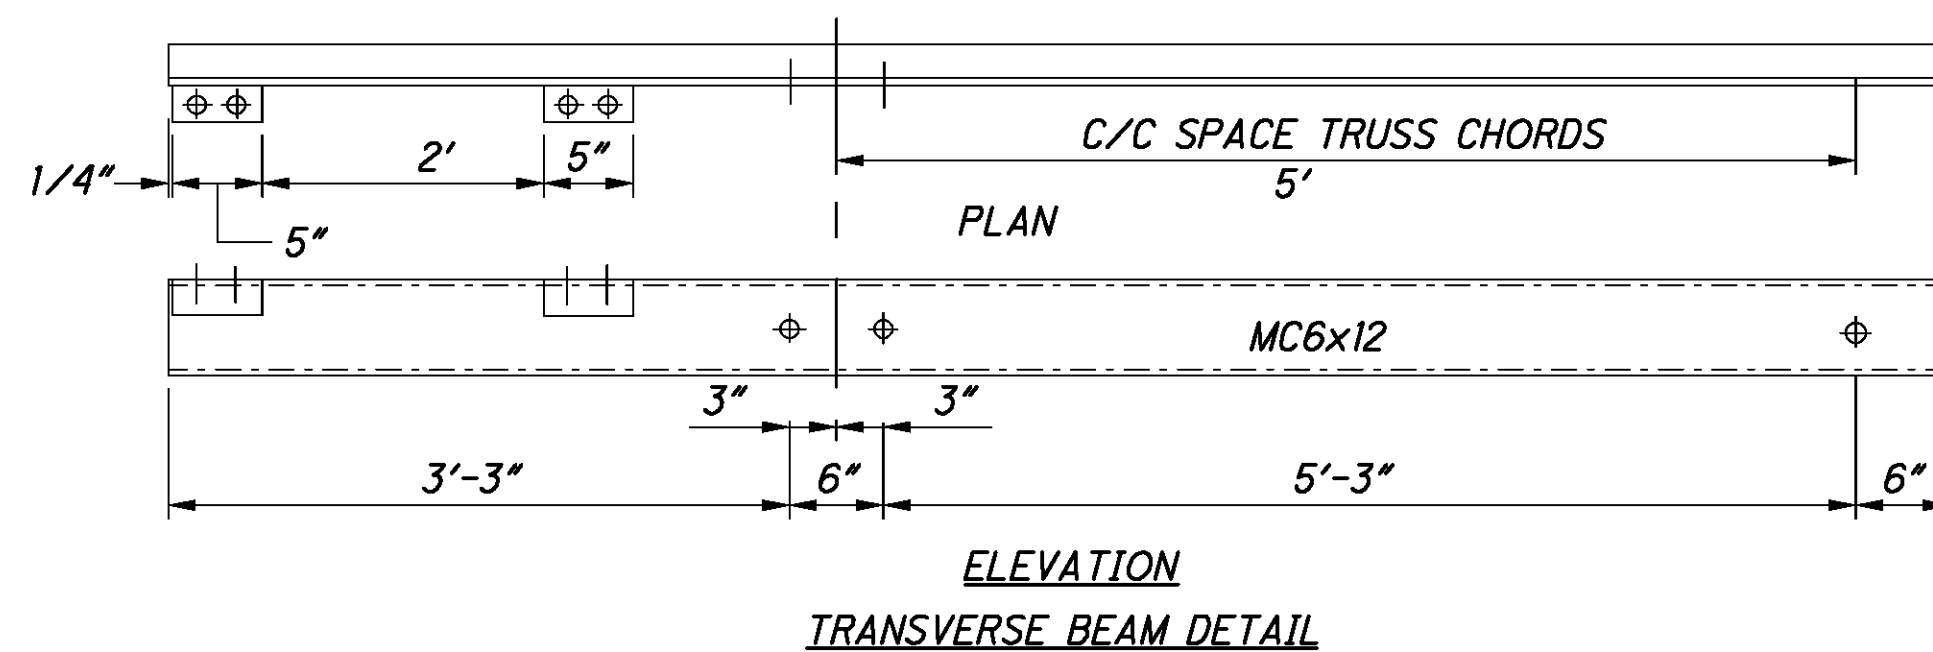 C/C SPACE TRUSS CHORDS
1/4" 2' 5" 5'
PLAN
5"
MC6x12
3" 3"
3'-3" 6" 5'-3" 6"
ELEVATION
TRANSVERSE BEAM DETAIL